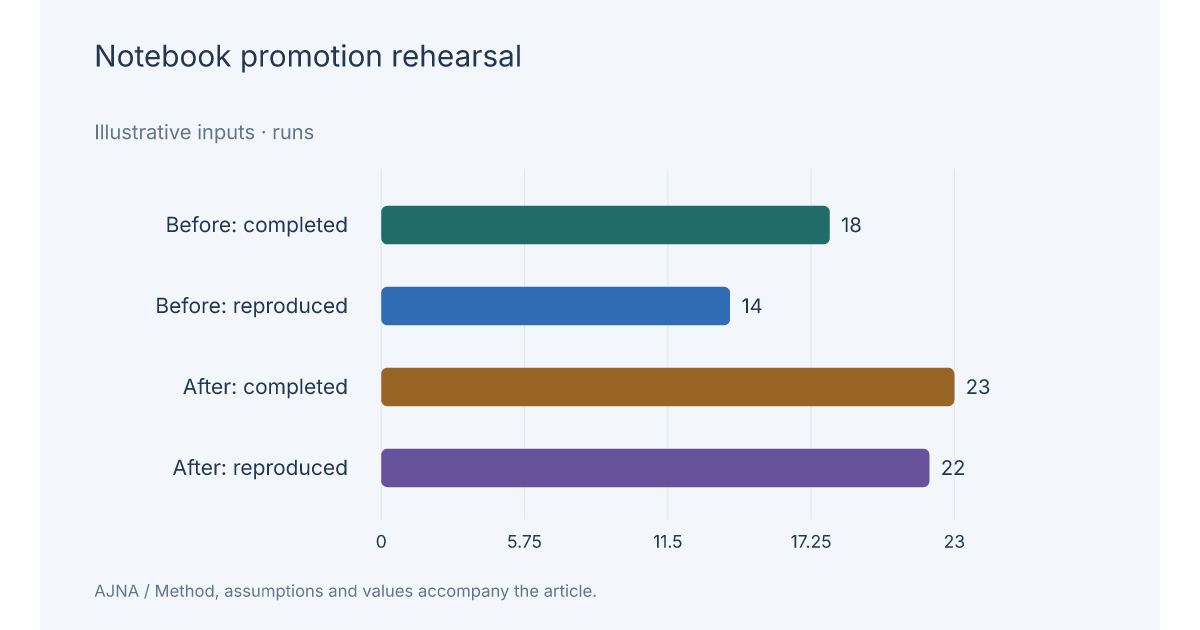 Notebook promotion rehearsal
Illustrative inputs · runs
Before: completed 18
Before: reproduced 14
After: completed 23
After: reproduced 22
0 5.75 11.5 17.25 23
AJNA / Method, assumptions and values accompany the article.